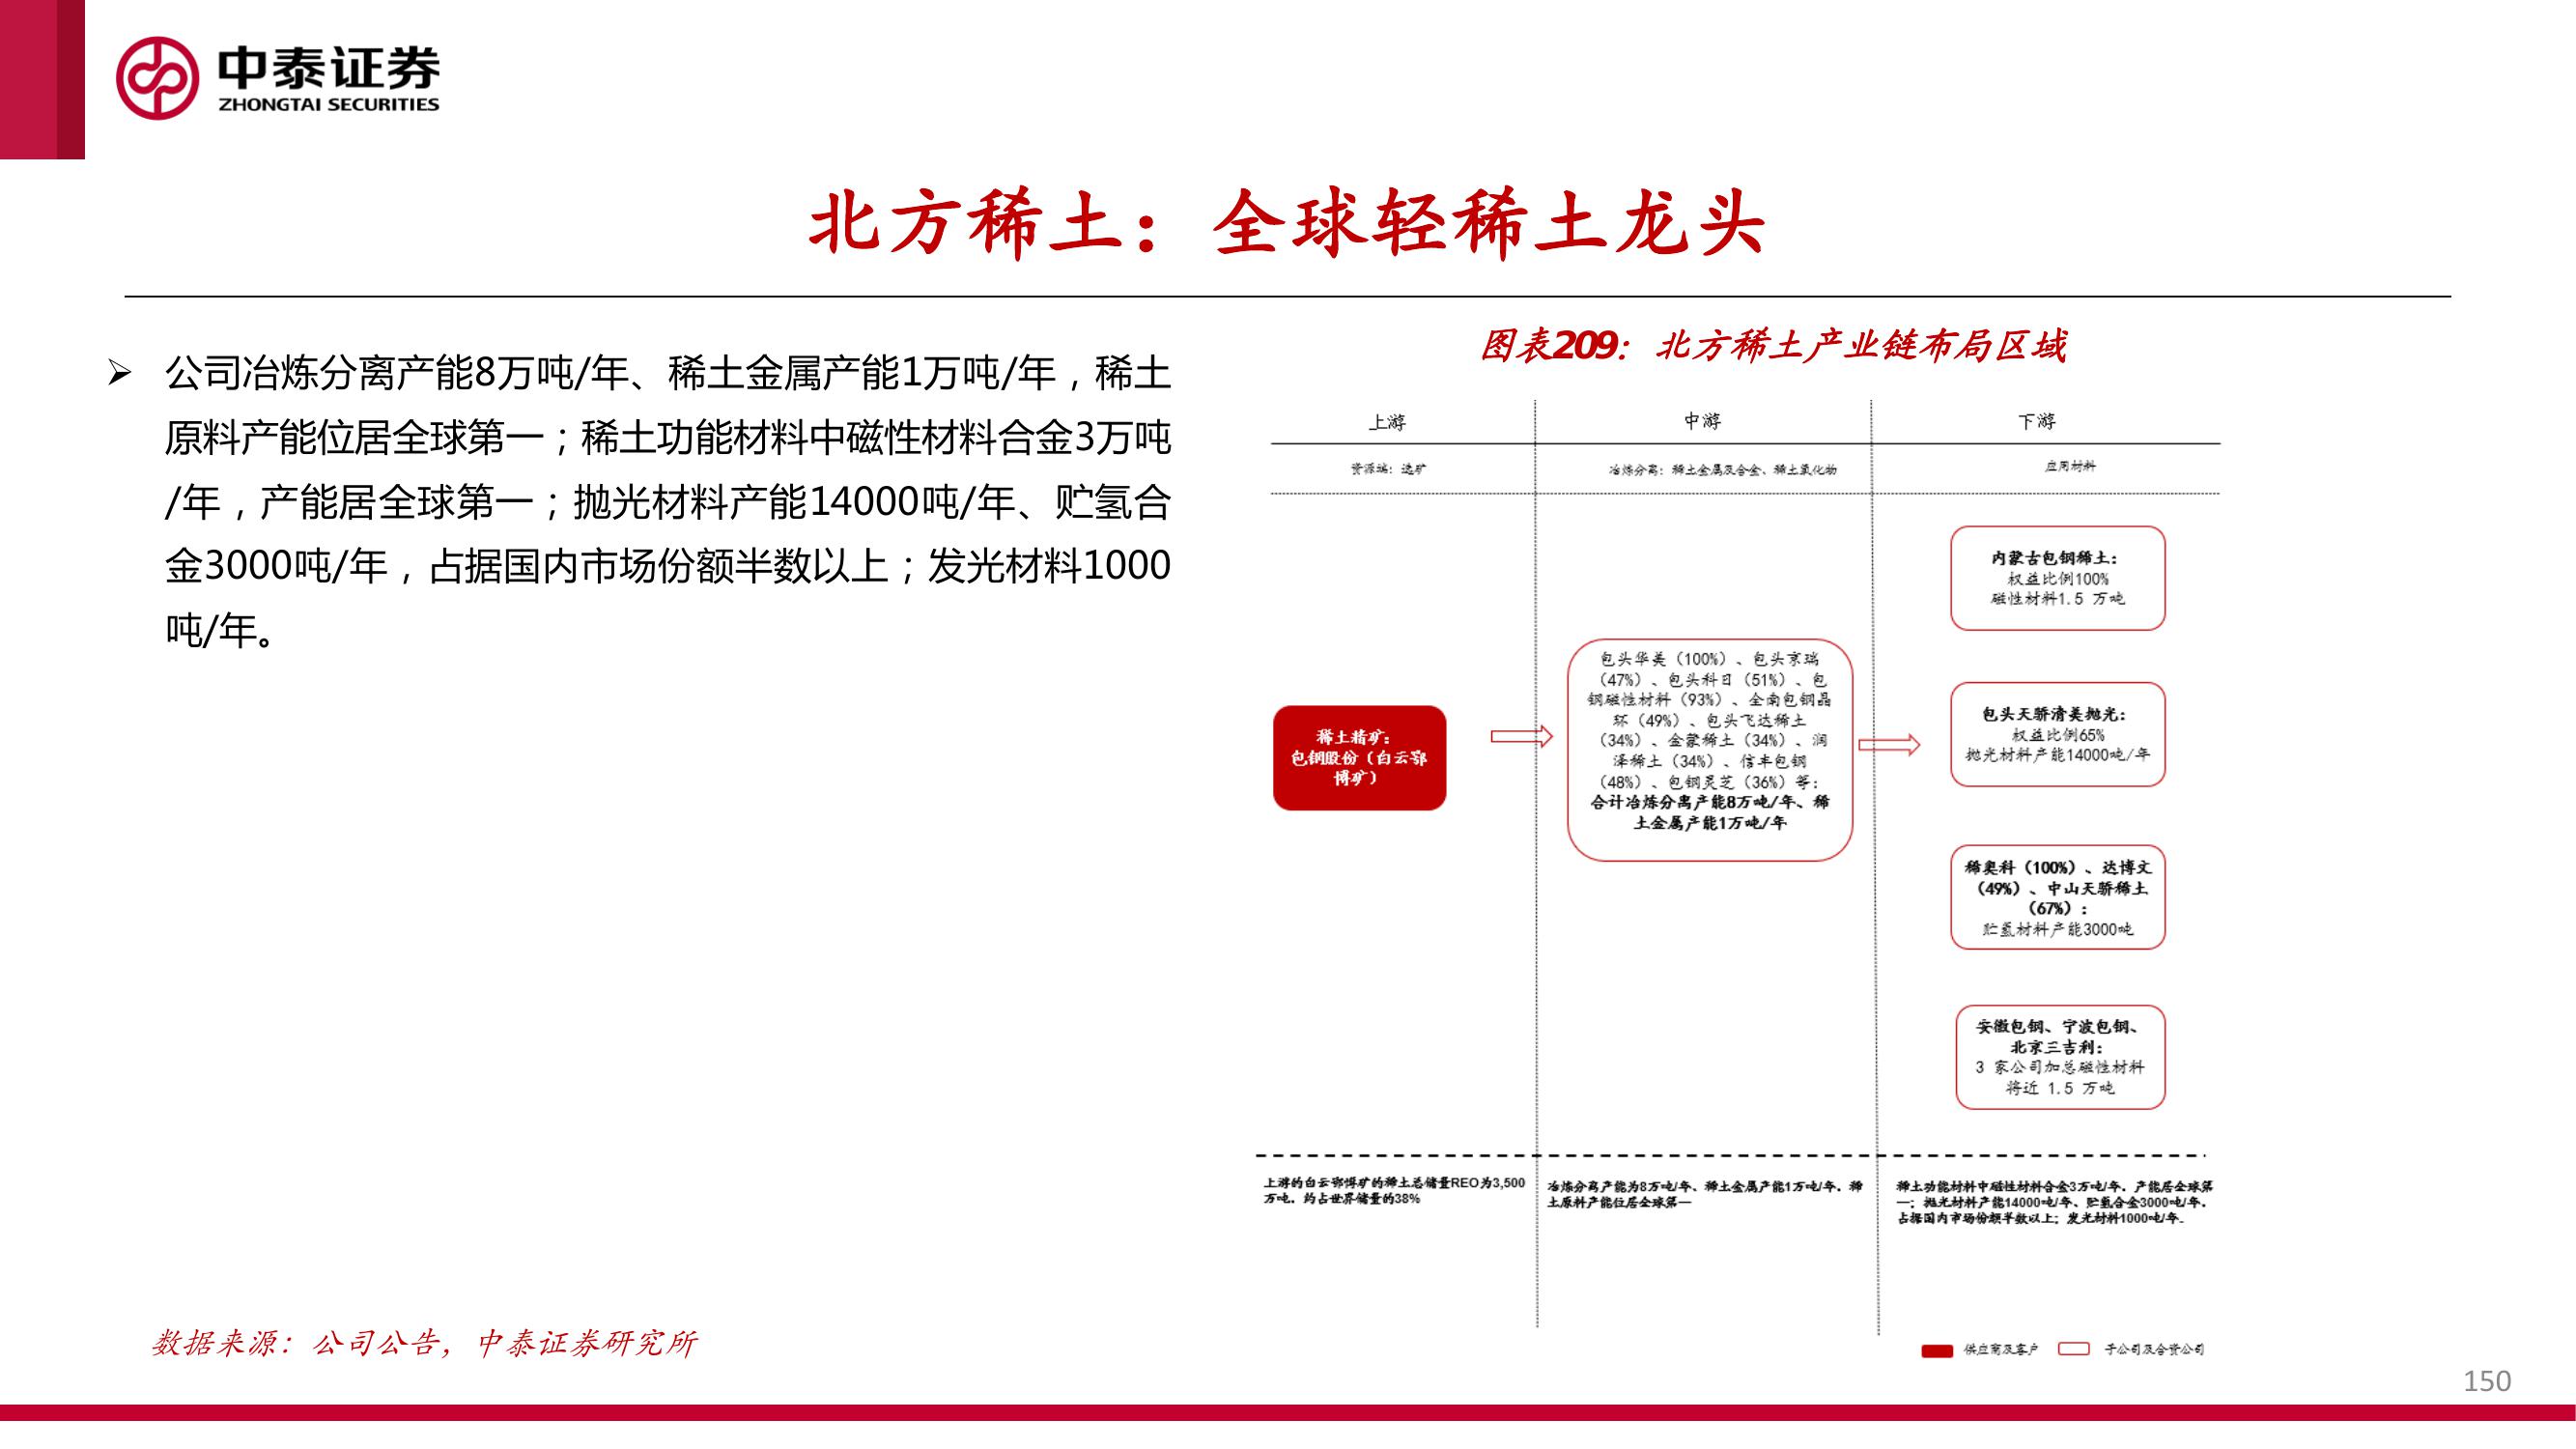 中泰证券
ZHONGTAI SECURITIES
北方稀土：全球轻稀土龙头
➢ 公司冶炼分离产能8万吨/年、稀土金属产能1万吨/年，稀土
原料产能位居全球第一；稀土功能材料中磁性材料合金3万吨
/年，产能居全球第一；抛光材料产能14000吨/年、贮氢合
金3000吨/年，占据国内市场份额半数以上；发光材料1000
吨/年。
图表209：北方稀土产业链布局区域
上游
中游
下游
资源端：选矿
冶炼分离：稀土金属及合金、稀土氧化物
应用材料
稀土精矿：
包钢股份（白云鄂
博矿）
包头华美（100%）、包头京瑞
（47%）、包头科日（51%）、包
钢磁性材料（93%）、全南包钢晶
环（49%）、包头飞达稀土
（34%）、金蒙稀土（34%）、润
泽稀土（34%）、信丰包钢
（48%）、包钢灵芝（36%）等：
合计冶炼分离产能8万吨/年、稀
土金属产能1万吨/年
内蒙古包钢稀土：
权益比例100%
磁性材料1.5 万吨
包头天骄清美抛光：
权益比例65%
抛光材料产能14000吨/年
稀奥科（100%）、达博文
（49%）、中山天骄稀土
（67%）：
贮氢材料产能3000吨
安徽包钢、宁波包钢、
北京三吉利：
3 家公司加总磁性材料
将近 1.5 万吨
上游的白云鄂博矿的稀土总储量REO为3,500
万吨，约占世界储量的38%
冶炼分离产能为8万吨/年、稀土金属产能1万吨/年，稀
土原料产能位居全球第一
稀土功能材料中磁性材料合金3万吨/年，产能居全球第
一；抛光材料产能14000吨/年、贮氢合金3000吨/年，
占据国内市场份额半数以上；发光材料1000吨/年。
供应商及客户
子公司及合资公司
数据来源：公司公告，中泰证券研究所
150